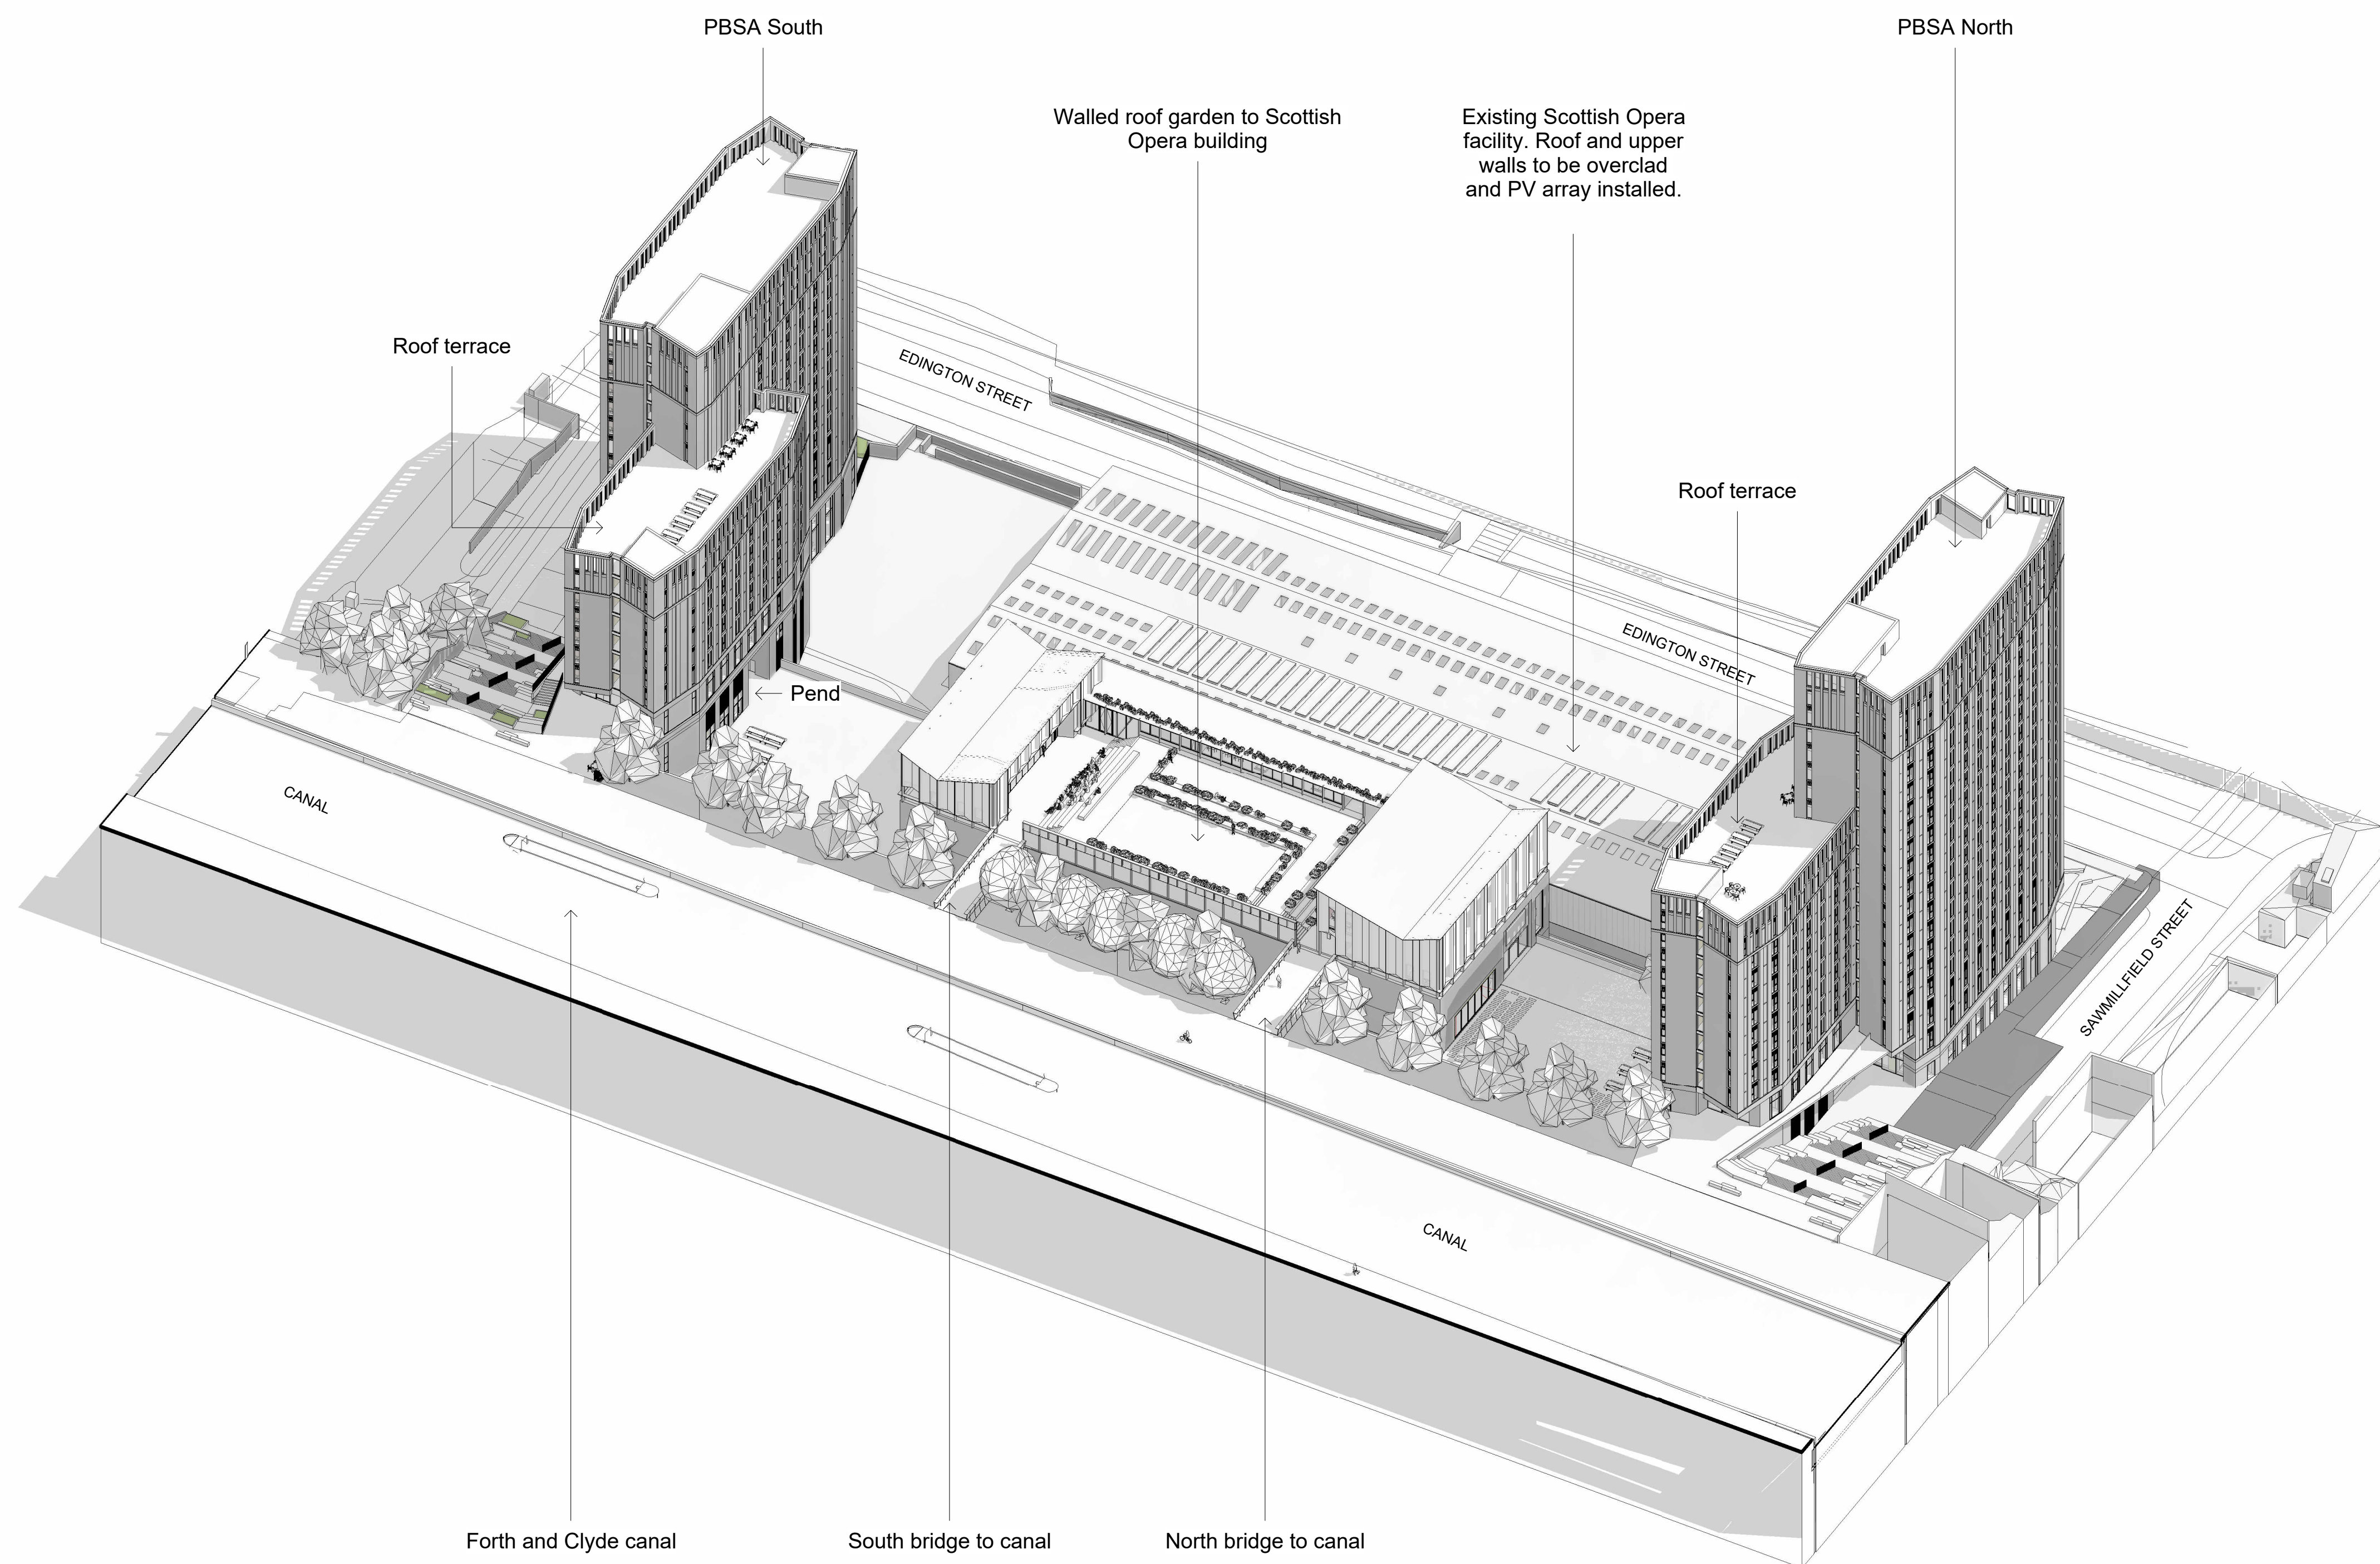 PBSA South
PBSA North
Walled roof garden to Scottish
Opera building
Existing Scottish Opera
facility. Roof and upper
walls to be overclad
and PV array installed.
Roof terrace
EDINGTON STREET
Roof terrace
EDINGTON STREET
Pend
CANAL
SAWMILLFIELD STREET
CANAL
Forth and Clyde canal
South bridge to canal
North bridge to canal